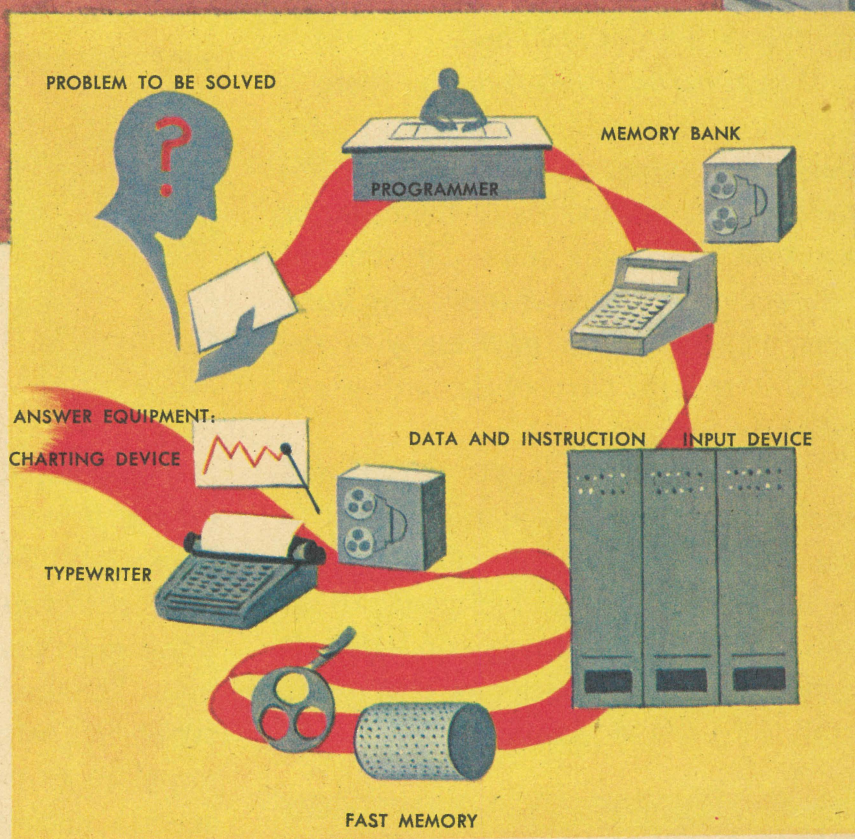 PROBLEM TO BE SOLVED
?
PROGRAMMER
MEMORY BANK
ANSWER EQUIPMENT:
CHARTING DEVICE
DATA AND INSTRUCTION INPUT DEVICE
TYPEWRITER
FAST MEMORY